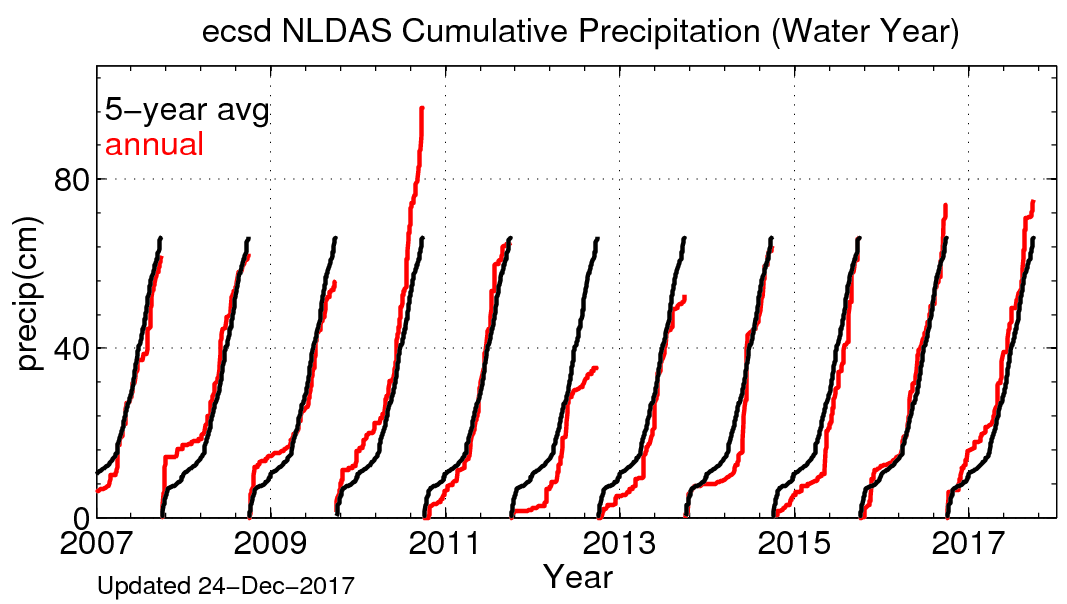 ecsd NLDAS Cumulative Precipitation (Water Year)
5−year avg
annual
precip(cm)
80
40
0
2007 2009 2011 2013 2015 2017
Year
Updated 24−Dec−2017